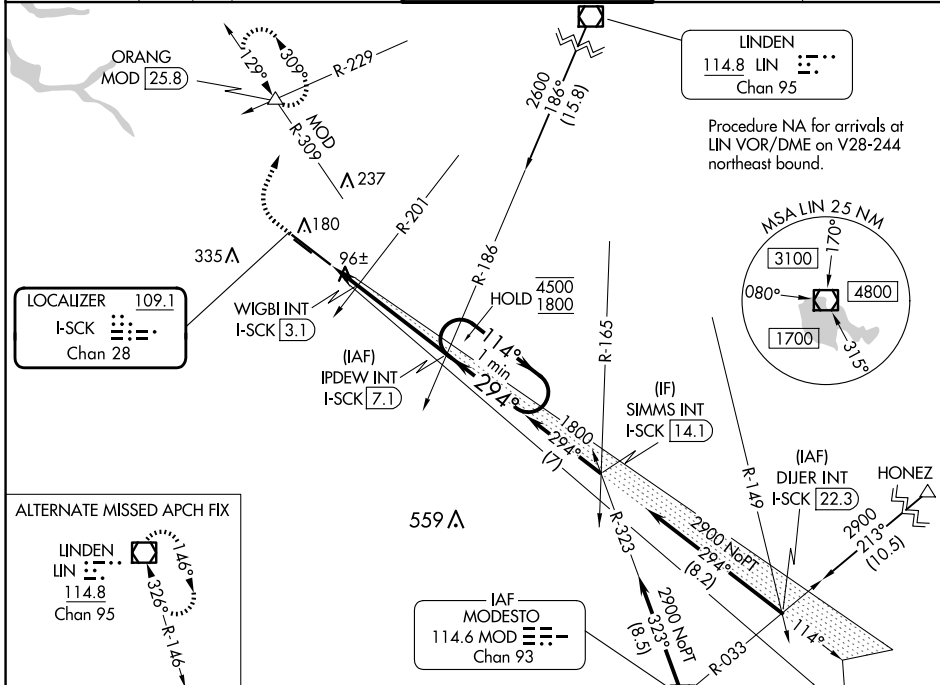 ORANG
MOD 25.8
129°
309°
R-229
MOD
R-309
237
180
335
96±
R-201
2600
186°
(15.8)
R-186
LINDEN
114.8 LIN
Chan 95
Procedure NA for arrivals at
LIN VOR/DME on V28-244
northeast bound.
MSA LIN 25 NM
3100
170°
080°
4800
1700
315°
LOCALIZER 109.1
I-SCK
Chan 28
WIGBI INT
I-SCK 3.1
(IAF)
IPDEW INT
I-SCK 7.1
HOLD 4500
1800
114°
1 min
294°
1800
294°
(7)
R-165
(IF)
SIMMS INT
I-SCK 14.1
R-149
(IAF)
DIJER INT
I-SCK 22.3
HONEZ
2900
213°
(10.5)
2900 NoPT
294°
(8.2)
R-323
2900 NoPT
323°
(8.5)
R-033
114°
559
IAF
MODESTO
114.6 MOD
Chan 93
ALTERNATE MISSED APCH FIX
LINDEN
LIN
114.8
Chan 95
146°
326°
R-146